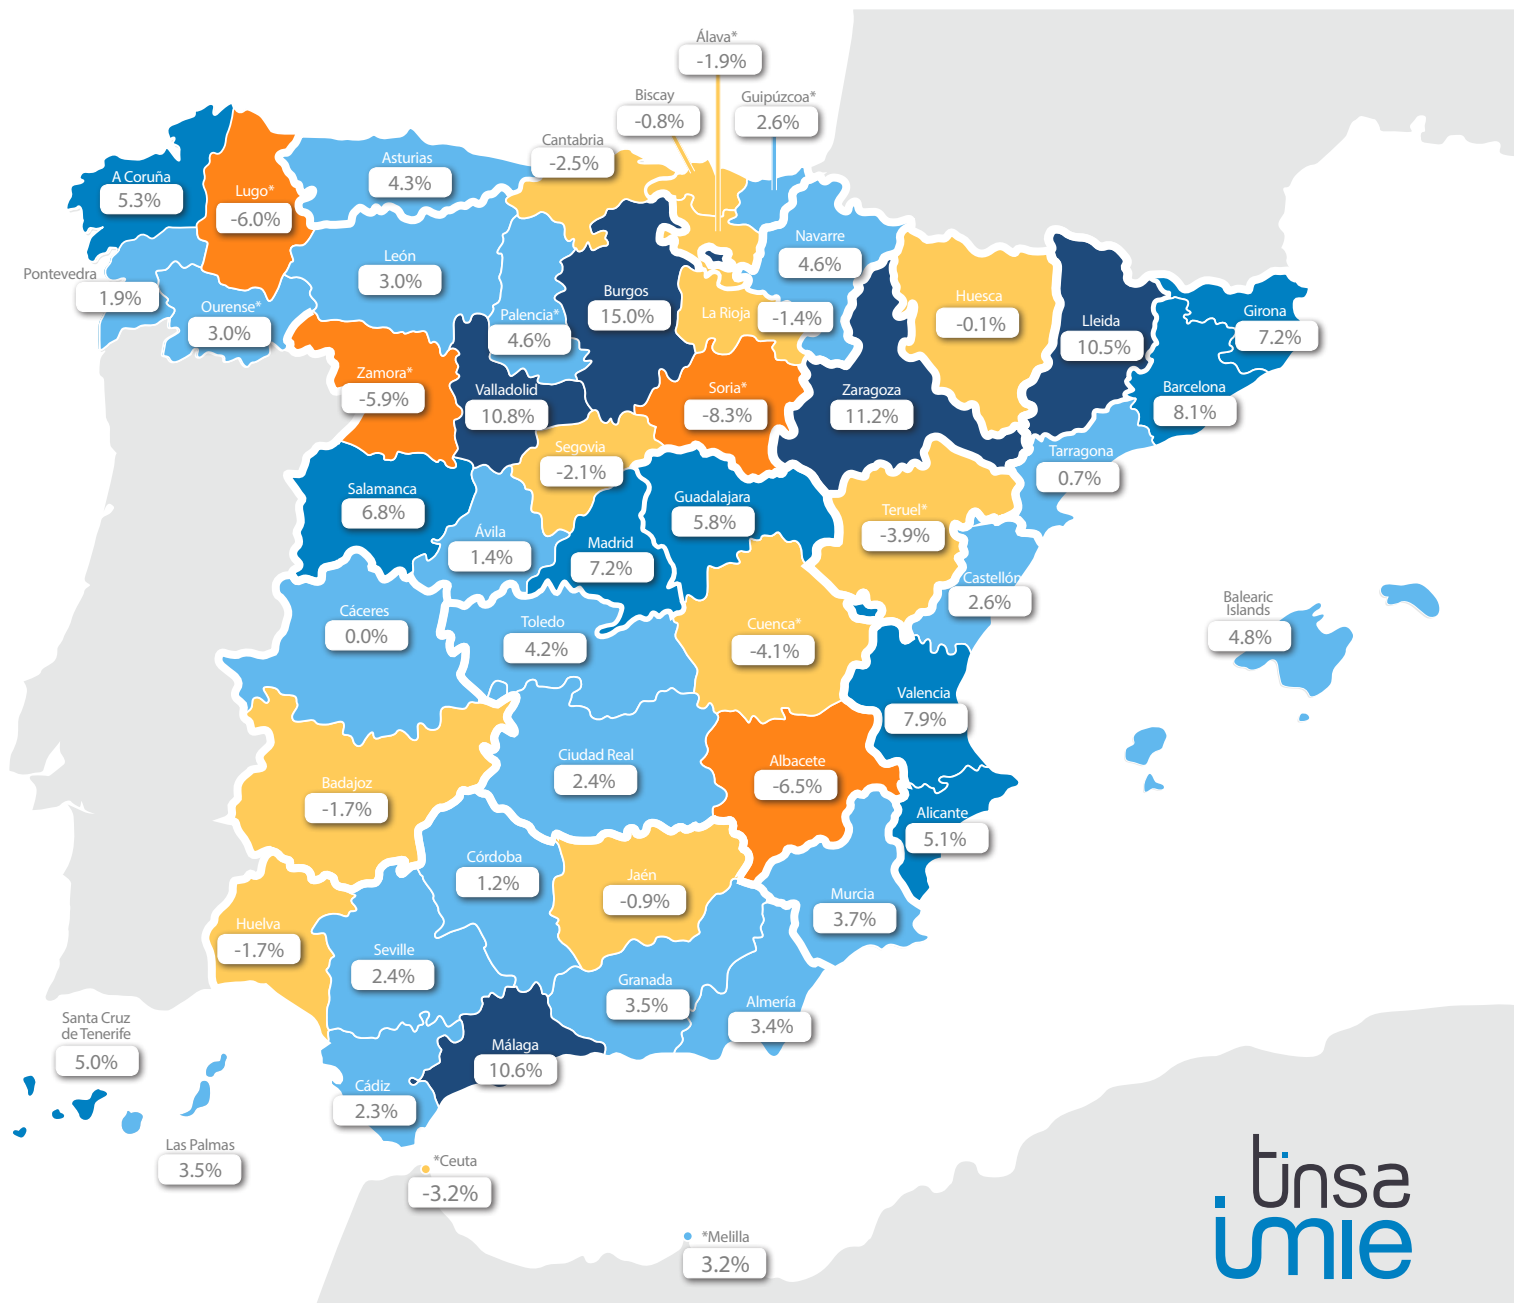 Álava*
-1.9%
Biscay
-0.8%
Guipúzcoa*
2.6%
Cantabria
-2.5%
Asturias
4.3%
A Coruña
5.3%
Lugo*
-6.0%
Pontevedra
1.9%
Ourense*
3.0%
León
3.0%
Palencia*
4.6%
Burgos
15.0%
La Rioja
-1.4%
Navarre
4.6%
Huesca
-0.1%
Lleida
10.5%
Girona
7.2%
Barcelona
8.1%
Zamora*
-5.9%
Valladolid
10.8%
Soria*
-8.3%
Zaragoza
11.2%
Tarragona
0.7%
Segovia
-2.1%
Salamanca
6.8%
Ávila
1.4%
Madrid
7.2%
Guadalajara
5.8%
Teruel*
-3.9%
Castellón
2.6%
Balearic
Islands
4.8%
Cáceres
0.0%
Toledo
4.2%
Cuenca*
-4.1%
Valencia
7.9%
Badajoz
-1.7%
Ciudad Real
2.4%
Albacete
-6.5%
Alicante
5.1%
Córdoba
1.2%
Jaén
-0.9%
Murcia
3.7%
Huelva
-1.7%
Seville
2.4%
Granada
3.5%
Almería
3.4%
Málaga
10.6%
Cádiz
2.3%
Santa Cruz
de Tenerife
5.0%
Las Palmas
3.5%
*Ceuta
-3.2%
*Melilla
3.2%
tinsa
imie